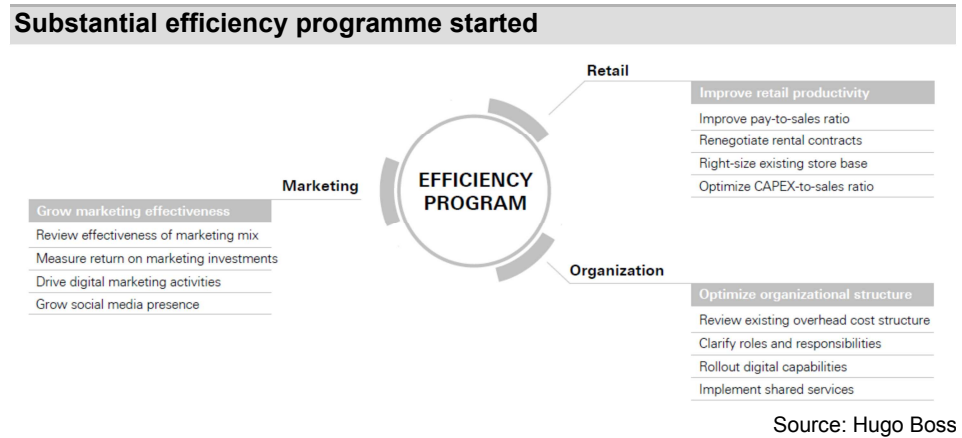 Substantial efficiency programme started
Retail
Improve retail productivity
Improve pay-to-sales ratio
Renegotiate rental contracts
Right-size existing store base
Optimize CAPEX-to-sales ratio
EFFICIENCY
PROGRAM
Marketing
Grow marketing effectiveness
Review effectiveness of marketing mix
Measure return on marketing investments
Drive digital marketing activities
Grow social media presence
Organization
Optimize organizational structure
Review existing overhead cost structure
Clarify roles and responsibilities
Rollout digital capabilities
Implement shared services
Source: Hugo Boss